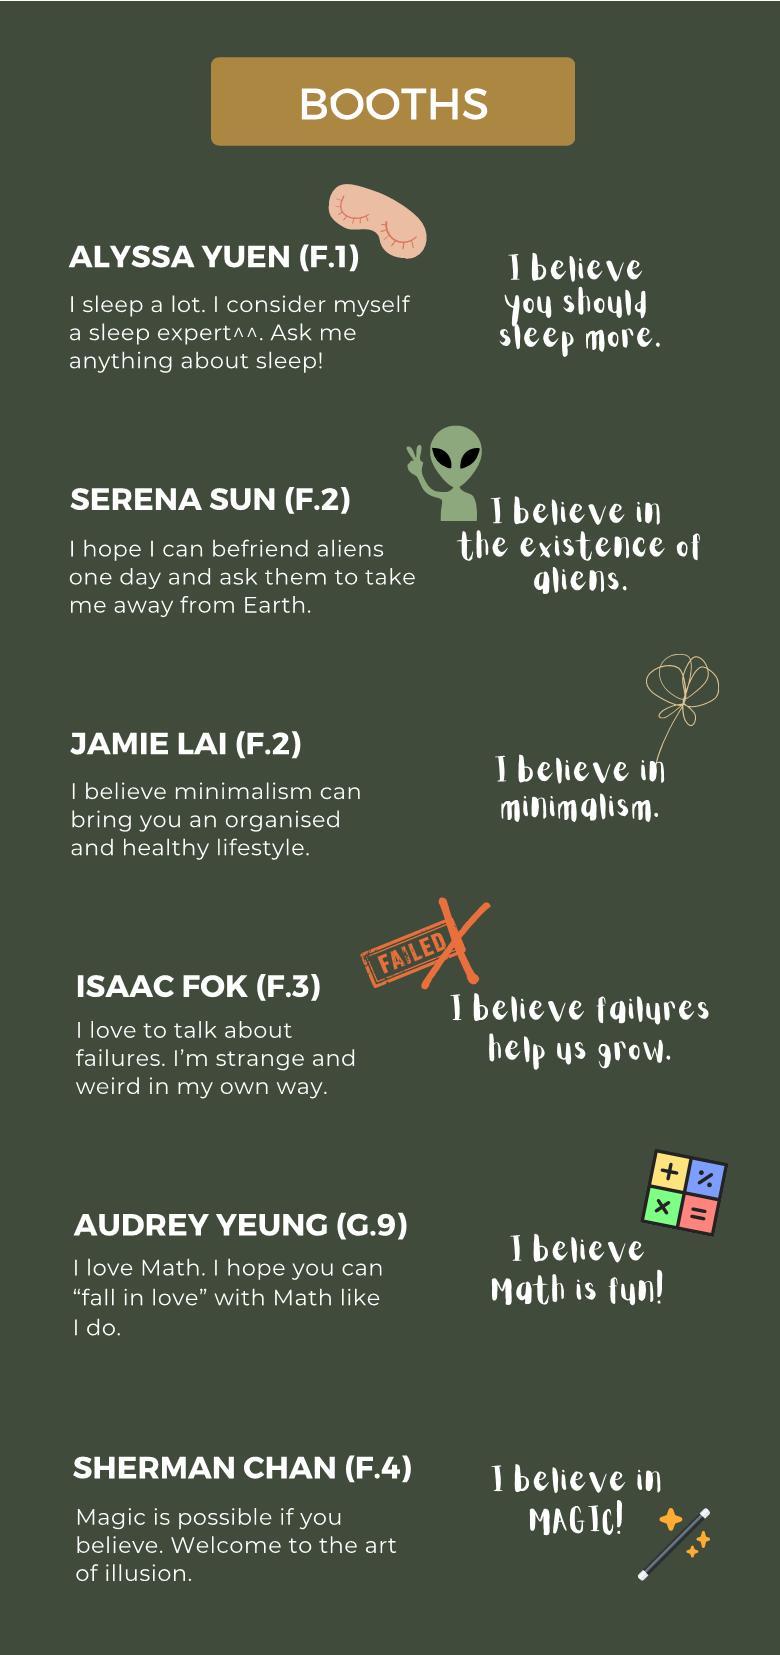 BOOTHS
ALYSSA YUEN (F.1)
I sleep a lot. I consider myself
a sleep expert^^. Ask me
anything about sleep!
I believe
you should
sleep more.
SERENA SUN (F.2)
I hope I can befriend aliens
one day and ask them to take
me away from Earth.
I believe in
the existence of
aliens.
JAMIE LAI (F.2)
I believe minimalism can
bring you an organised
and healthy lifestyle.
I believe in
minimalism.
FAILED
ISAAC FOK (F.3)
I love to talk about
failures. I'm strange and
weird in my own way.
I believe failures
help us grow.
AUDREY YEUNG (G.9)
I love Math. I hope you can
“fall in love” with Math like
I do.
+ %
× =
I believe
Math is fun!
SHERMAN CHAN (F.4)
Magic is possible if you
believe. Welcome to the art
of illusion.
I believe in
MAGIC!